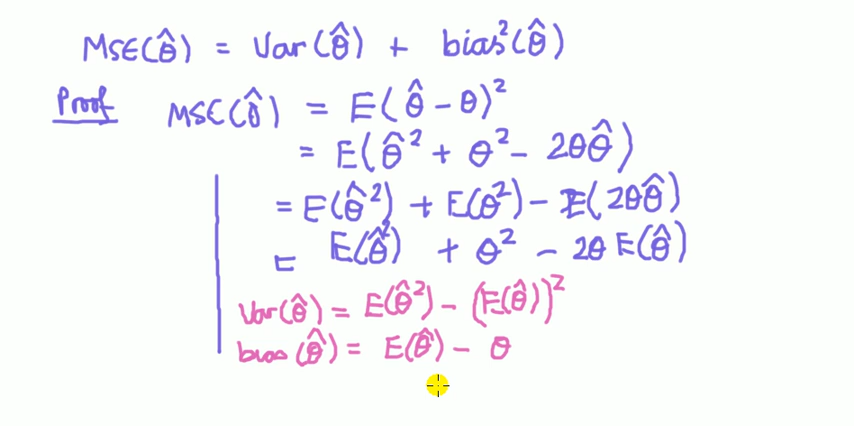 MSE(θ̂) = Var(θ̂) + bias²(θ̂)
Proof MSE(θ̂) = E(θ̂ - θ)²
= E(θ̂² + θ² - 2θθ̂)
= E(θ̂²) + E(θ²) - E(2θθ̂)
= E(θ̂²) + θ² - 2θ E(θ̂)
Var(θ̂) = E(θ̂²) - (E(θ̂))²
bias(θ̂) = E(θ̂) - θ